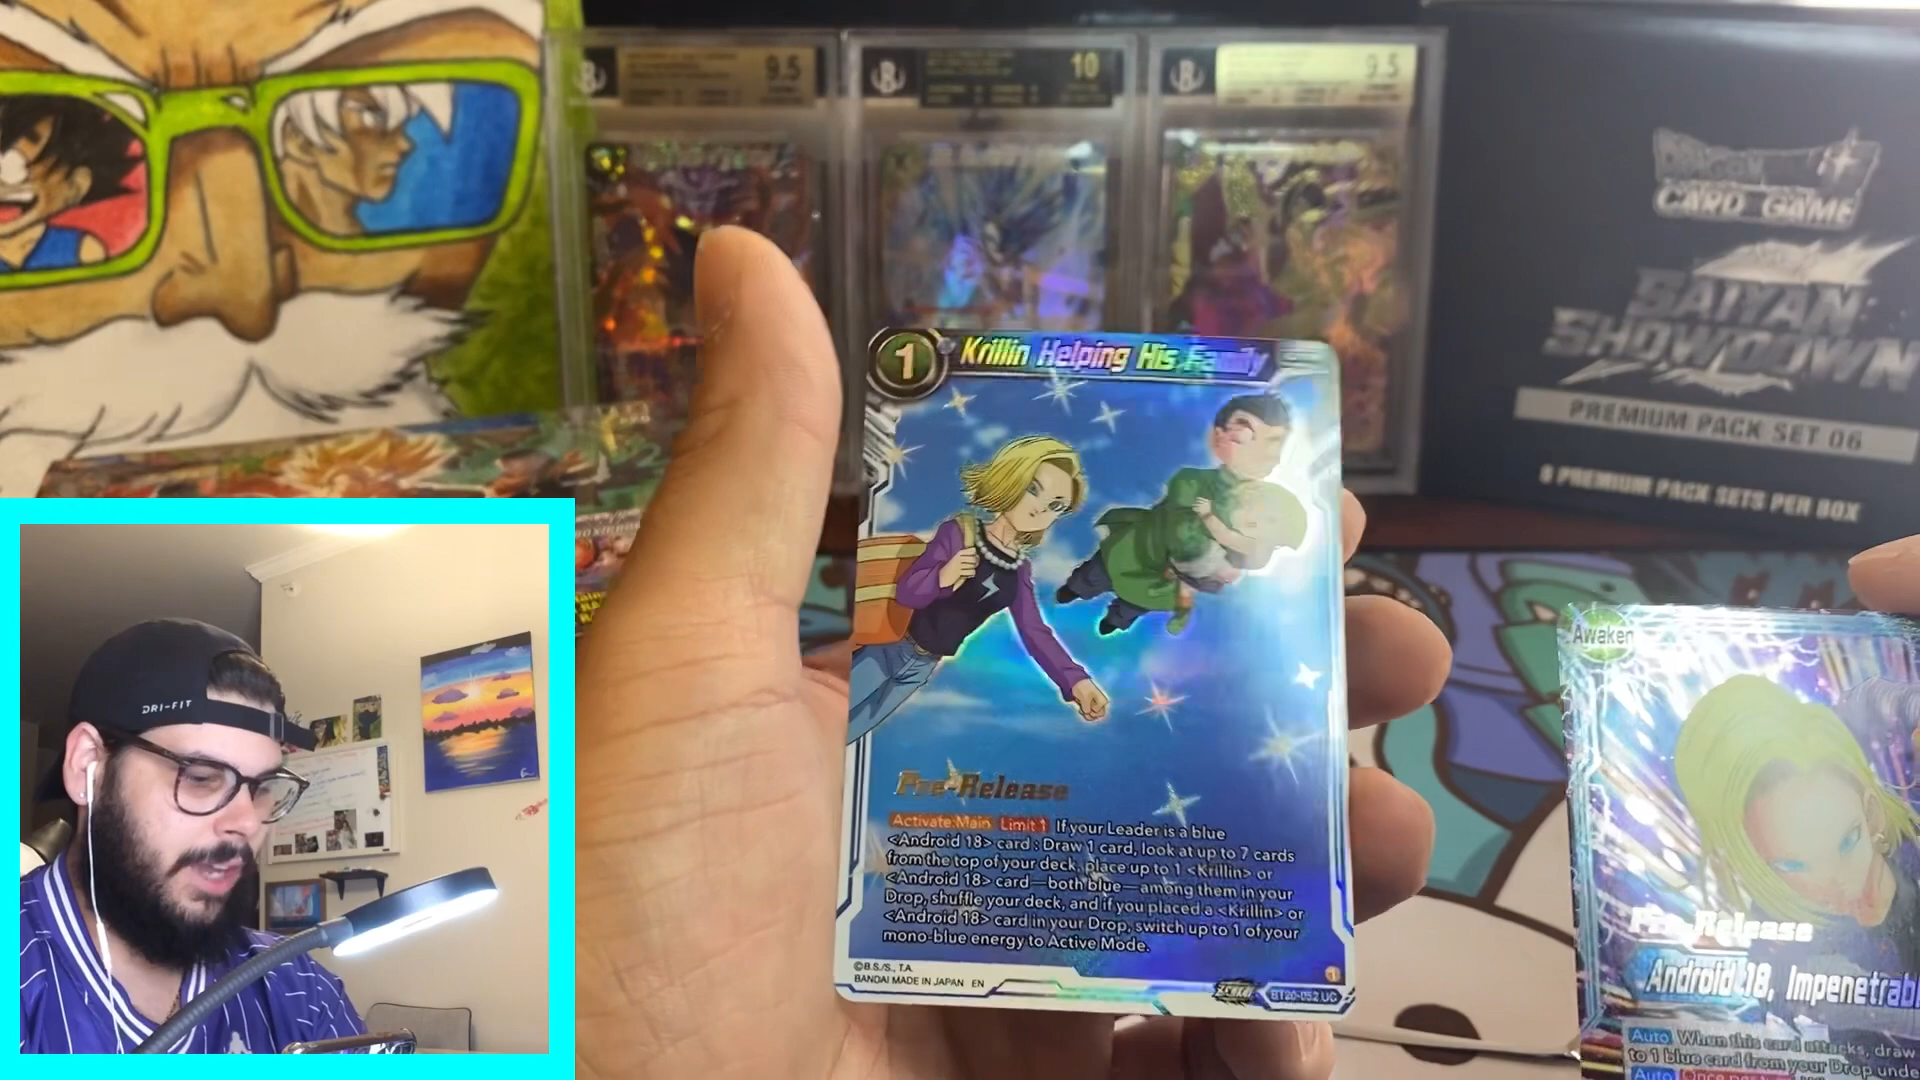 9.5
10
9.5
DRAGON
CARD GAME
SAIYAN
SHOWDOWN
PREMIUM PACK SET 06
8 PREMIUM PACK SETS PER BOX
1
Krillin Helping His Family
Pre-Release
Activate:Main Limit 1 If your Leader is a blue
<Android 18> card : Draw 1 card, look at up to 7 cards
from the top of your deck, place up to 1 <Krillin> or
<Android 18> card—both blue—among them in your
Drop, shuffle your deck, and if you placed a <Krillin> or
<Android 18> card in your Drop, switch up to 1 of your
mono-blue energy to Active Mode.
©B.S./S., T.A.
BANDAI MADE IN JAPAN EN
BT20-052 UC
Awaken
Pre-Release
Android 18, Impenetrabl
Auto When this card attacks, draw
to 1 blue card from your Drop unde
Auto Once per
DRI-FIT